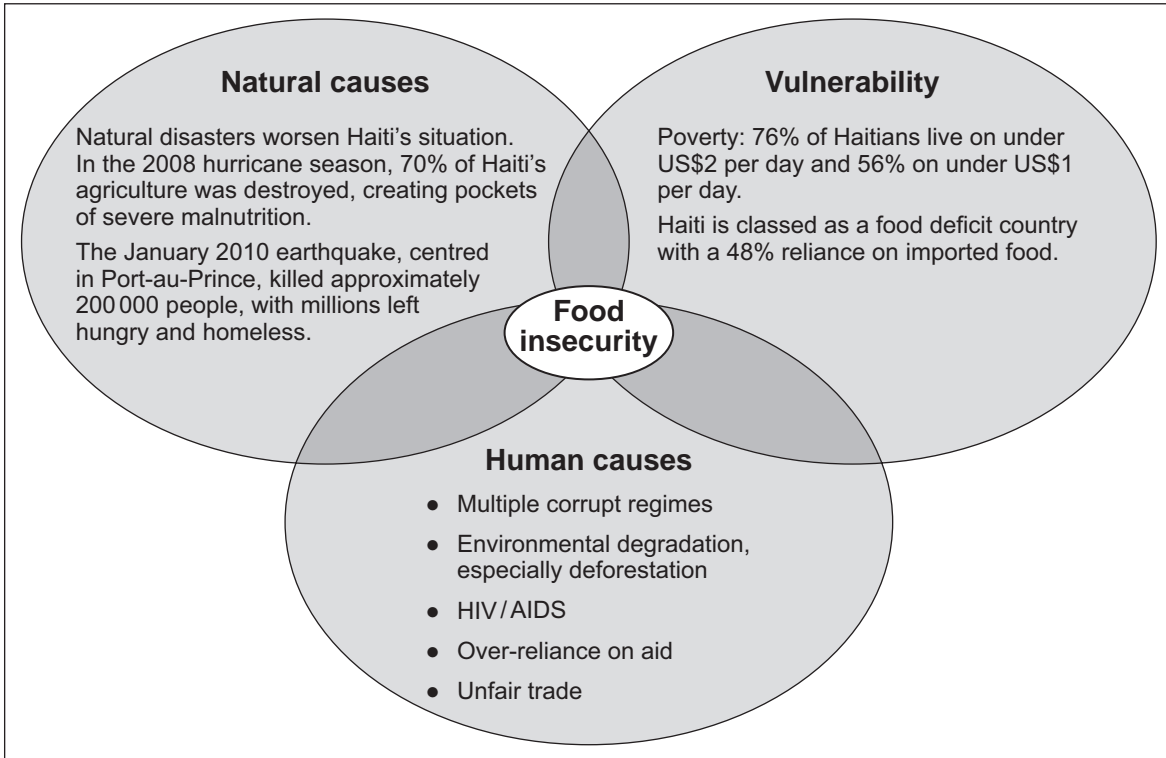 Natural causes
Natural disasters worsen Haiti's situation.
In the 2008 hurricane season, 70% of Haiti's
agriculture was destroyed, creating pockets
of severe malnutrition.
The January 2010 earthquake, centred
in Port-au-Prince, killed approximately
200 000 people, with millions left
hungry and homeless.
Vulnerability
Poverty: 76% of Haitians live on under
US$2 per day and 56% on under US$1
per day.
Haiti is classed as a food deficit country
with a 48% reliance on imported food.
Food
insecurity
Human causes
● Multiple corrupt regimes
● Environmental degradation,
especially deforestation
● HIV/AIDS
● Over-reliance on aid
● Unfair trade